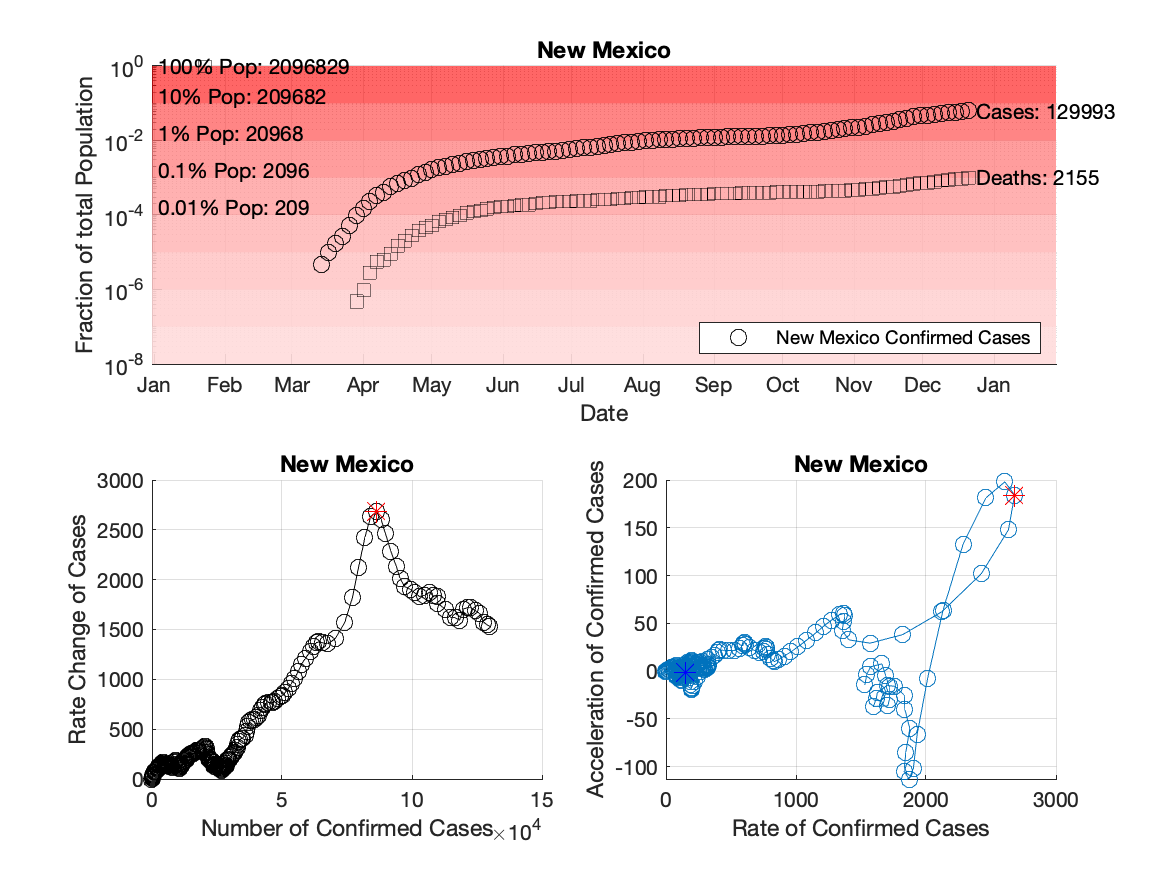 New Mexico
Fraction of total Population
10^0
10^-2
10^-4
10^-6
10^-8
100% Pop: 2096829
10% Pop: 209682
1% Pop: 20968
0.1% Pop: 2096
0.01% Pop: 209
Cases: 129993
Deaths: 2155
New Mexico Confirmed Cases
Jan Feb Mar Apr May Jun Jul Aug Sep Oct Nov Dec Jan
Date
New Mexico
Rate Change of Cases
3000
2500
2000
1500
1000
500
0
0 5 10 15
Number of Confirmed Cases ×10^4
New Mexico
Acceleration of Confirmed Cases
200
150
100
50
0
-50
-100
0 1000 2000 3000
Rate of Confirmed Cases